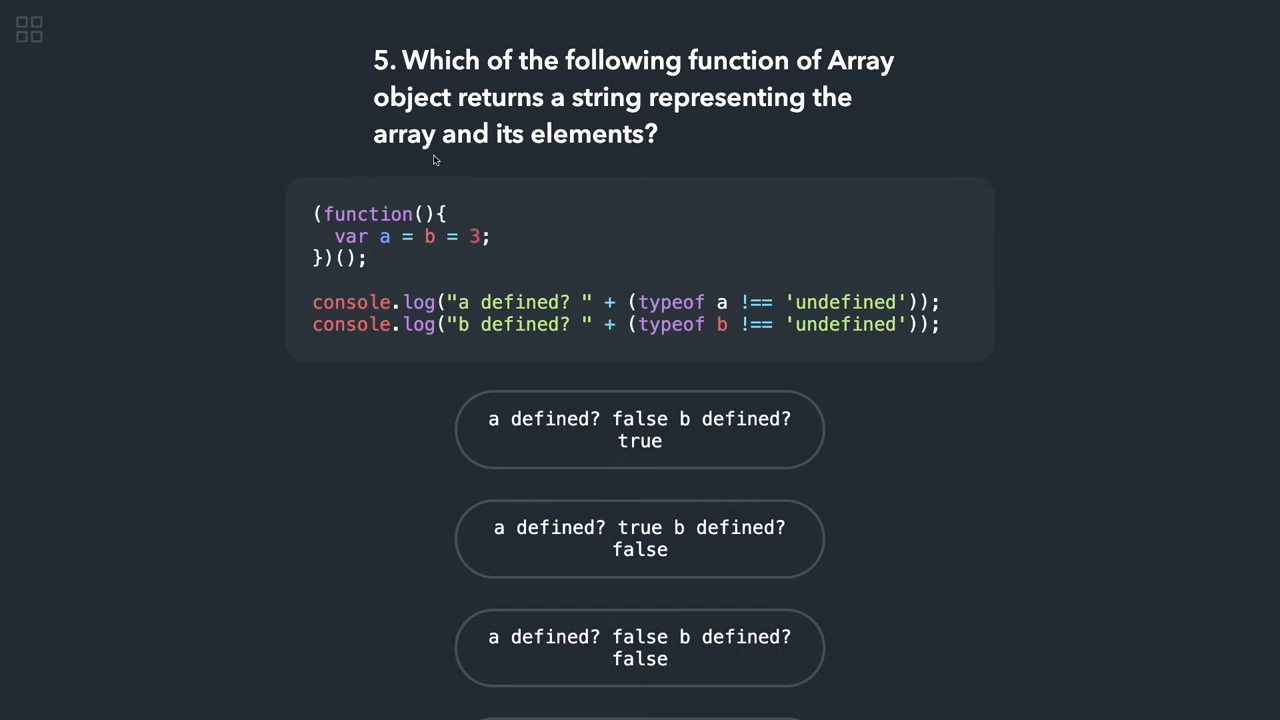 5. Which of the following function of Array
object returns a string representing the
array and its elements?
(function(){
  var a = b = 3;
})();
console.log("a defined? " + (typeof a !== 'undefined'));
console.log("b defined? " + (typeof b !== 'undefined'));
a defined? false b defined?
true
a defined? true b defined?
false
a defined? false b defined?
false